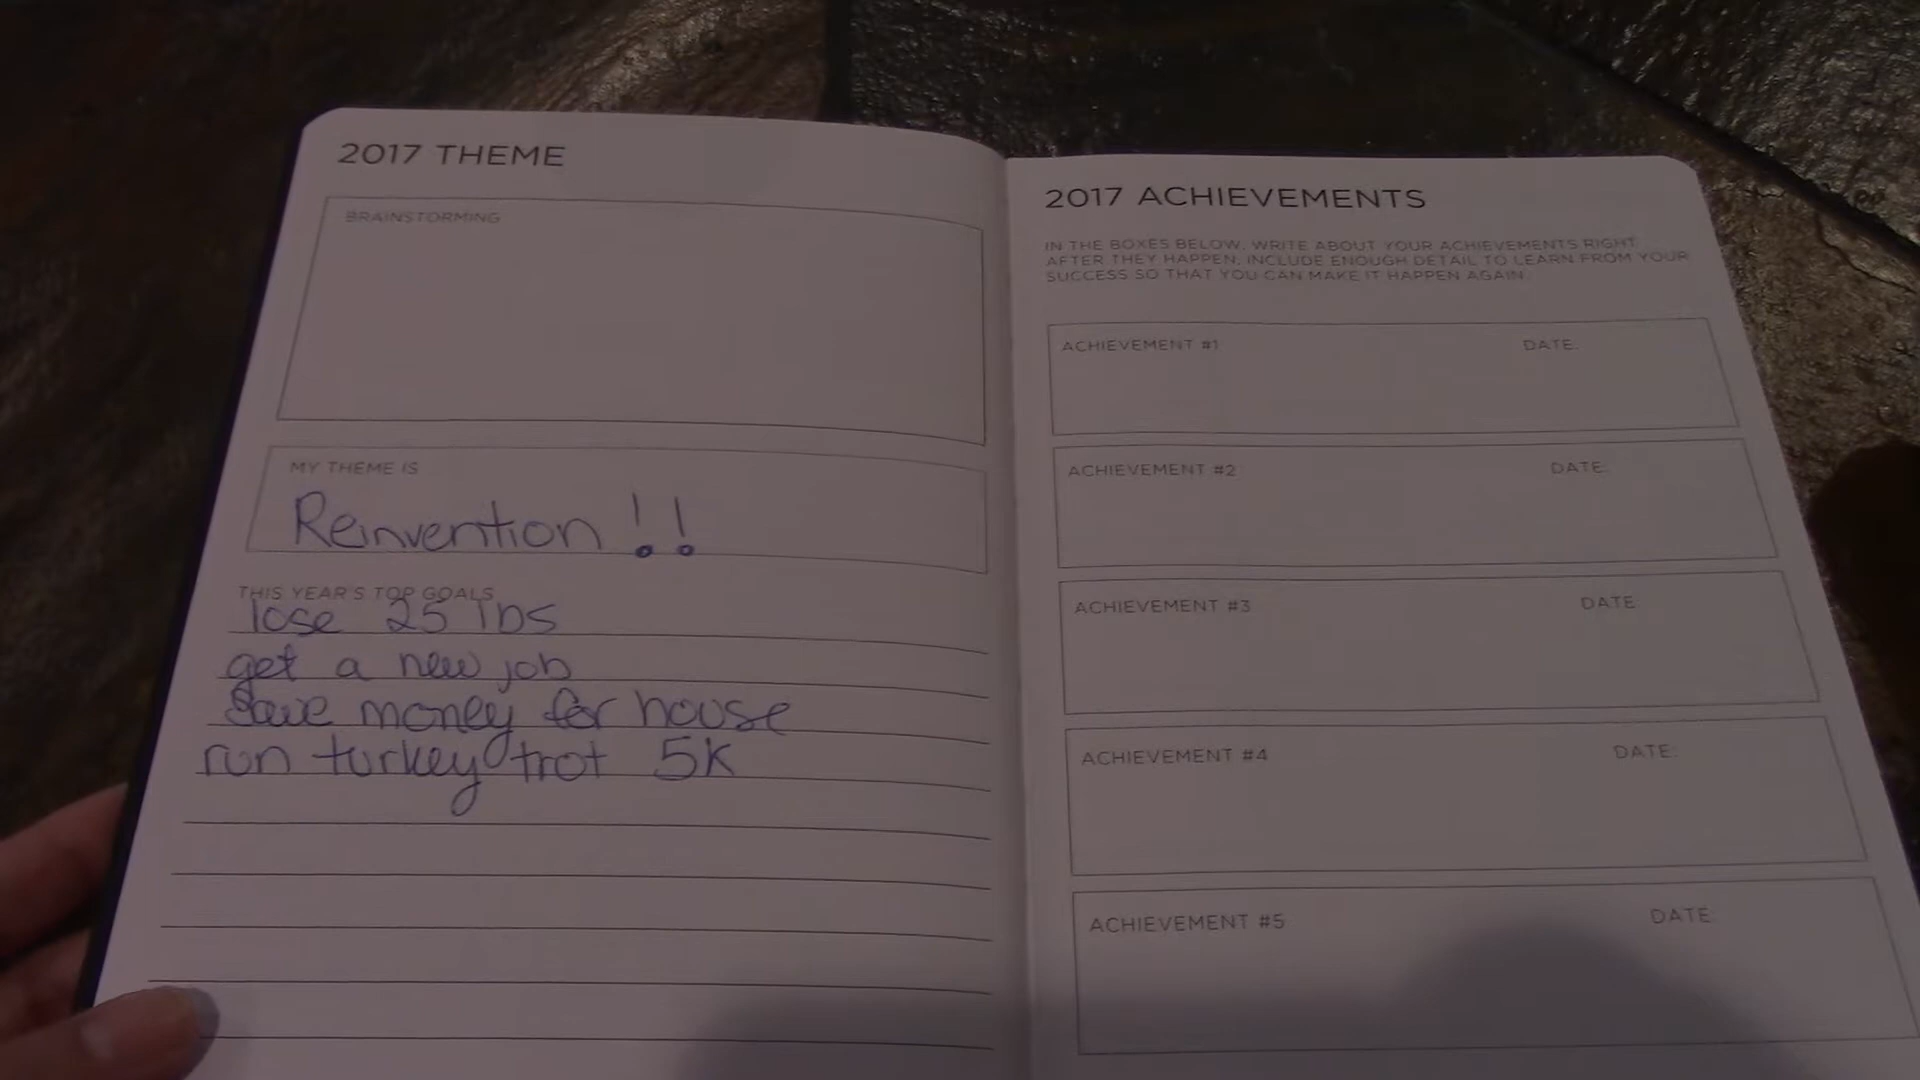 2017 THEME
BRAINSTORMING
MY THEME IS
Reinvention!!
THIS YEAR'S TOP GOALS
lose 25 lbs
get a new job
Save money for house
run turkey trot 5K
2017 ACHIEVEMENTS
IN THE BOXES BELOW, WRITE ABOUT YOUR ACHIEVEMENTS RIGHT
AFTER THEY HAPPEN. INCLUDE ENOUGH DETAIL TO LEARN FROM YOUR
SUCCESS SO THAT YOU CAN MAKE IT HAPPEN AGAIN.
ACHIEVEMENT #1 DATE:
ACHIEVEMENT #2 DATE:
ACHIEVEMENT #3 DATE
ACHIEVEMENT #4 DATE:
ACHIEVEMENT #5 DATE: